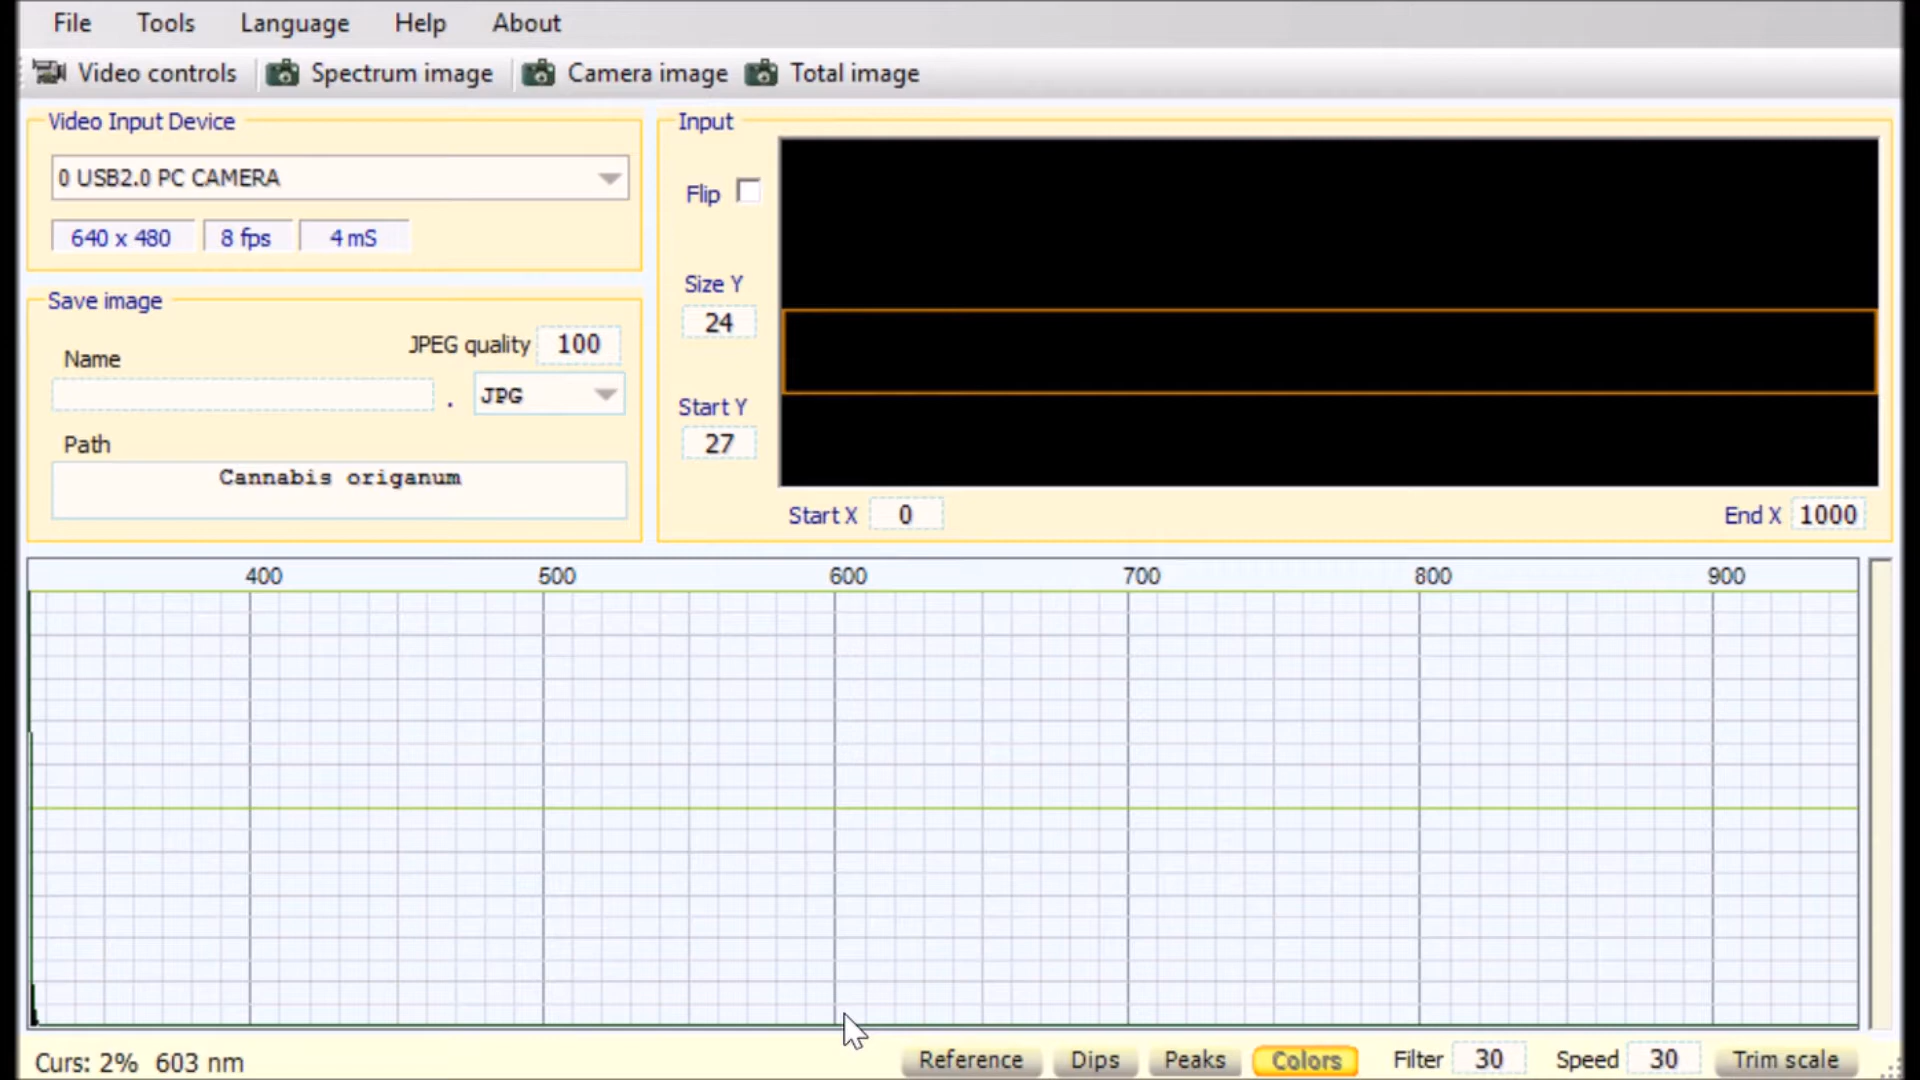 File Tools Language Help About
Video controls Spectrum image Camera image Total image
Video Input Device
0 USB2.0 PC CAMERA
640 x 480 8 fps 4 mS
Save image
JPEG quality 100
Name
. JPG
Path
Cannabis origanum
Input
Flip
Size Y
24
Start Y
27
Start X 0 End X 1000
400 500 600 700 800 900
Curs: 2% 603 nm Reference Dips Peaks Colors Filter 30 Speed 30 Trim scale